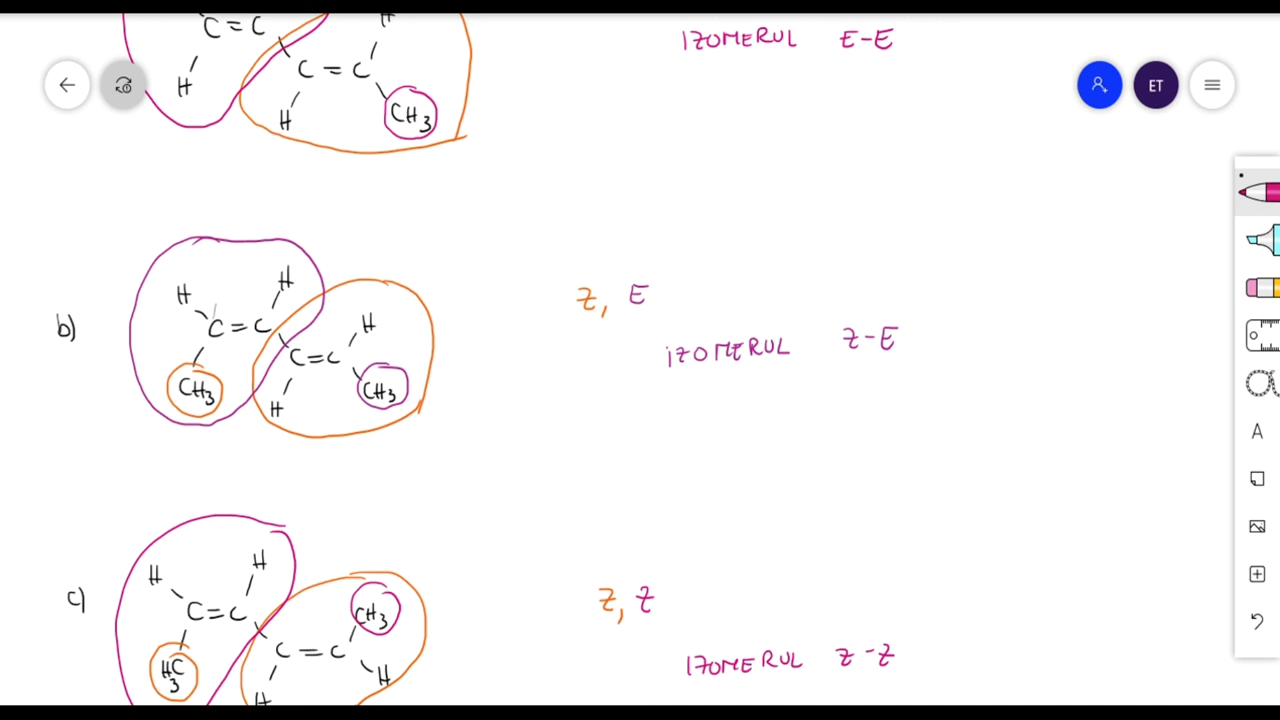 C = C
H
IZOMERUL E-E
C = C
H
CH3
ET
H
H
b)
C = C
H
C = C
CH3
CH3
H
Z, E
IZOMERUL Z-E
H
H
c)
C = C
CH3
C = C
H3C
H
H
Z, Z
IZOMERUL Z-Z
A